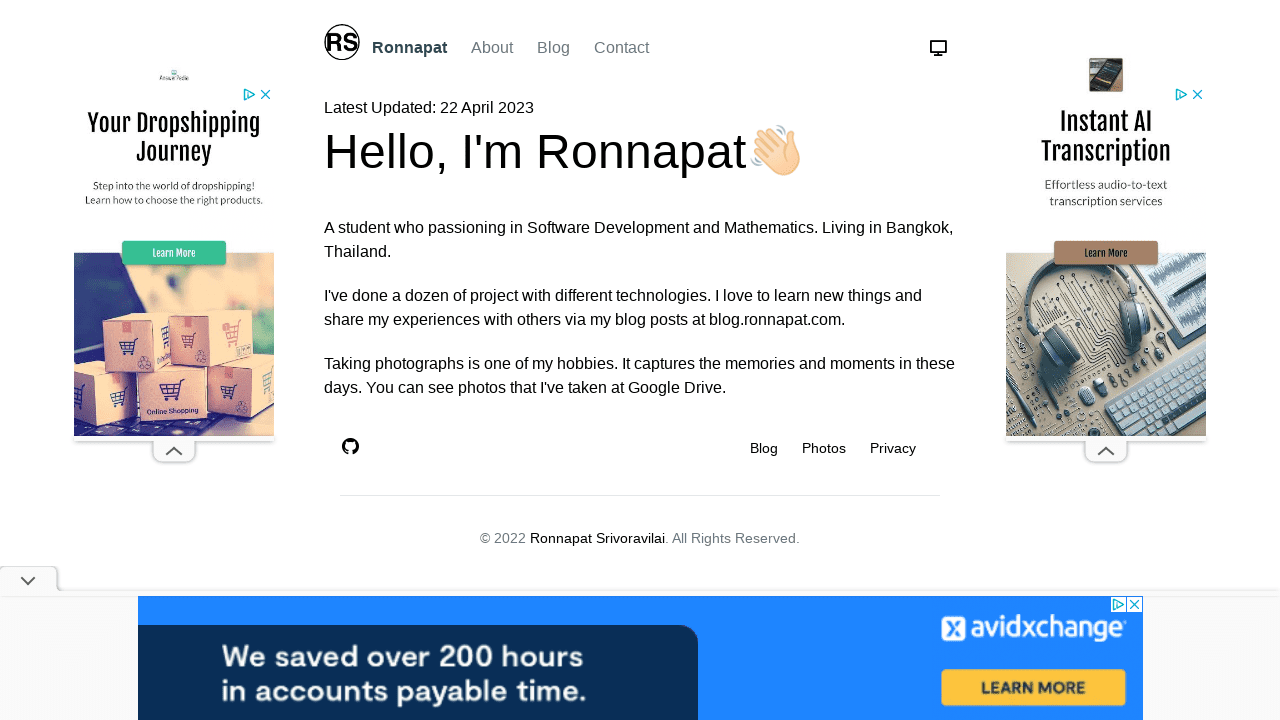 RS
Ronnapat
About
Blog
Contact
Latest Updated: 22 April 2023
Hello, I'm Ronnapat
A student who passioning in Software Development and Mathematics. Living in Bangkok,
Thailand.
I've done a dozen of project with different technologies. I love to learn new things and
share my experiences with others via my blog posts at blog.ronnapat.com.
Taking photographs is one of my hobbies. It captures the memories and moments in these
days. You can see photos that I've taken at Google Drive.
Blog
Photos
Privacy
© 2022 Ronnapat Srivoravilai. All Rights Reserved.
Your Dropshipping
Journey
Step into the world of dropshipping!
Learn how to choose the right products.
Learn More
Online Shopping
Instant AI
Transcription
Effortless audio-to-text
transcription services
Learn More
We saved over 200 hours
in accounts payable time.
avidxchange
LEARN MORE